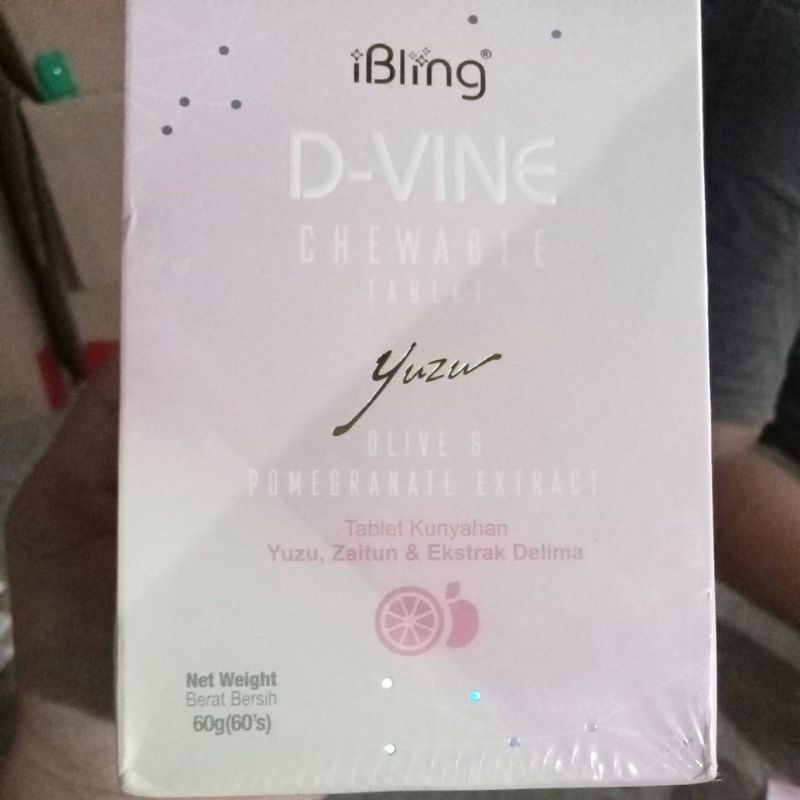 iBling®
D-VINE
CHEWABLE
TABLET
Yuzu
OLIVE &
POMEGRANATE EXTRACT
Tablet Kunyahan
Yuzu, Zaitun & Ekstrak Delima
Net Weight
Berat Bersih
60g(60's)